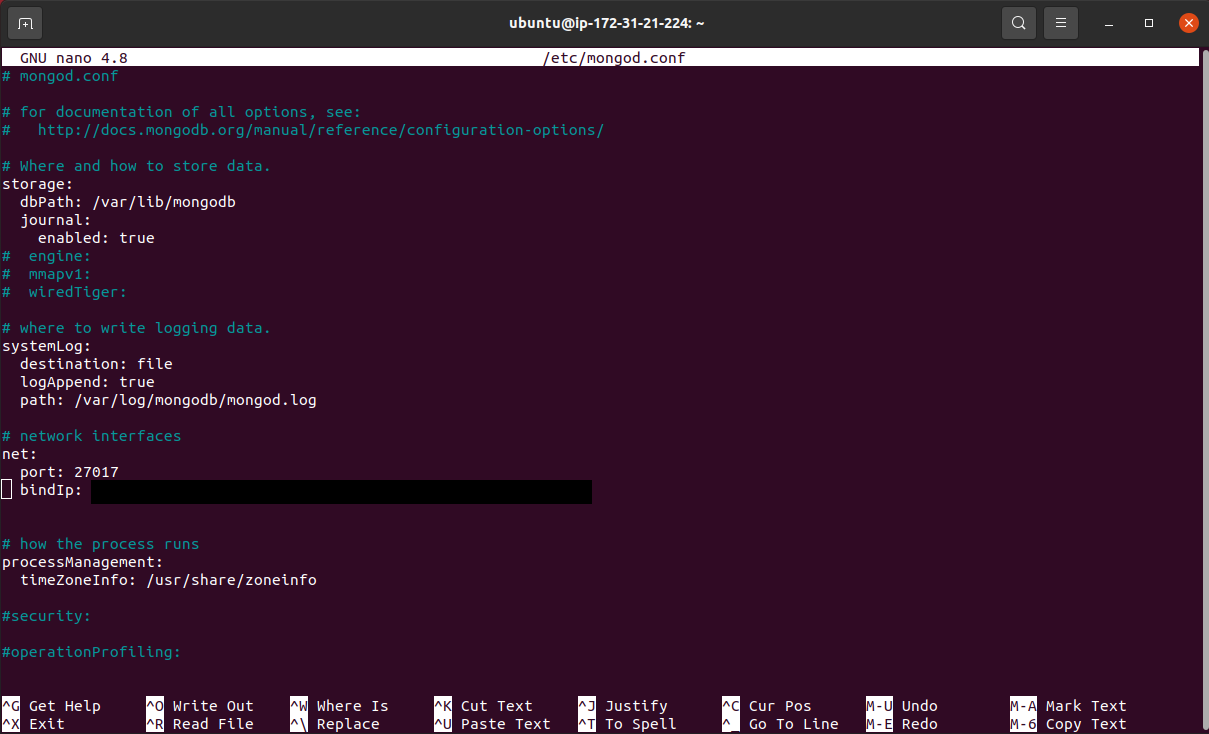 ubuntu@ip-172-31-21-224: ~
GNU nano 4.8 /etc/mongod.conf
# mongod.conf
# for documentation of all options, see:
#   http://docs.mongodb.org/manual/reference/configuration-options/
# Where and how to store data.
storage:
  dbPath: /var/lib/mongodb
  journal:
    enabled: true
#  engine:
#  mmapv1:
#  wiredTiger:
# where to write logging data.
systemLog:
  destination: file
  logAppend: true
  path: /var/log/mongodb/mongod.log
# network interfaces
net:
  port: 27017
  bindIp:
# how the process runs
processManagement:
  timeZoneInfo: /usr/share/zoneinfo
#security:
#operationProfiling:
^G Get Help ^O Write Out ^W Where Is ^K Cut Text ^J Justify ^C Cur Pos M-U Undo M-A Mark Text
^X Exit ^R Read File ^\ Replace ^U Paste Text ^T To Spell ^_ Go To Line M-E Redo M-6 Copy Text